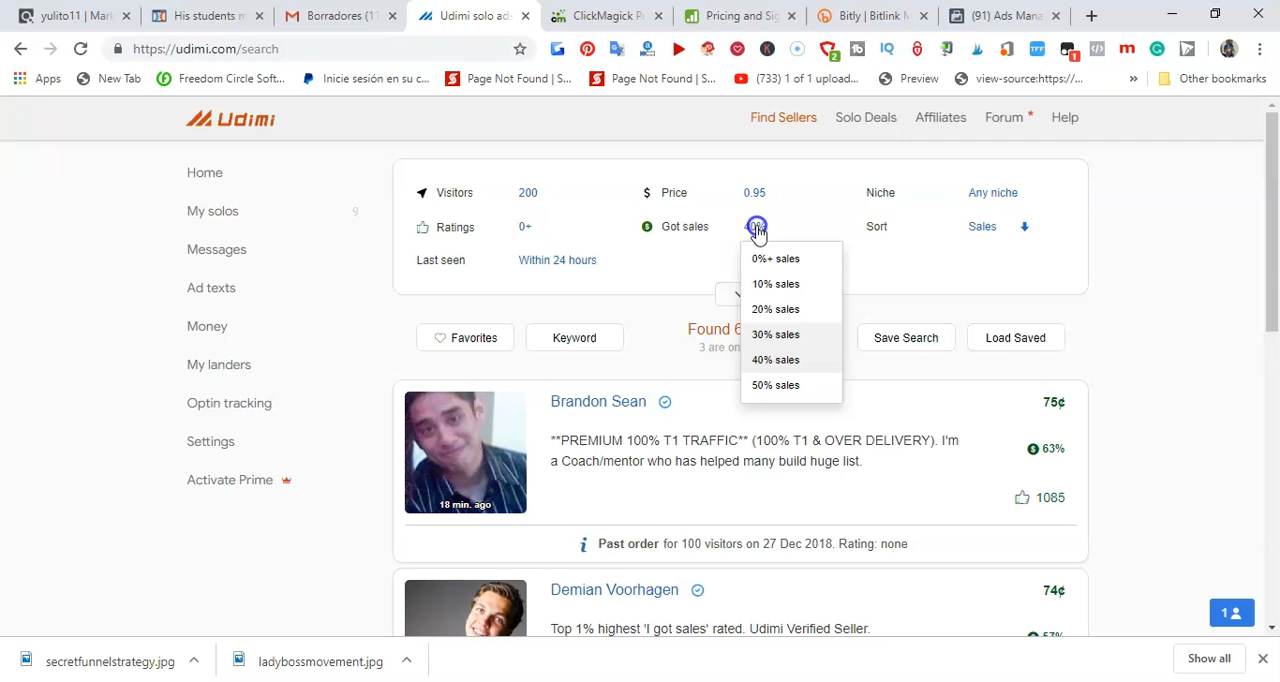 yulito11 | Mark
His students m
Borradores (17
Udimi solo ads
ClickMagick P
Pricing and Sig
Bitly | Bitlink M
(91) Ads Mana
https://udimi.com/search
Apps
New Tab
Freedom Circle Soft...
Inicie sesión en su c...
Page Not Found | S...
Page Not Found | S...
(733) 1 of 1 upload...
Preview
view-source:https:/...
»
Other bookmarks
Udimi
Find Sellers
Solo Deals
Affiliates
Forum
Help
Home
My solos 9
Messages
Ad texts
Money
My landers
Optin tracking
Settings
Activate Prime
Visitors 200
$ Price 0.95
Niche Any niche
Ratings 0+
Got sales
Sort Sales
Last seen Within 24 hours
0%+ sales
10% sales
20% sales
30% sales
40% sales
50% sales
Favorites
Keyword
Found 6
3 are on
Save Search
Load Saved
Brandon Sean
75¢
**PREMIUM 100% T1 TRAFFIC** (100% T1 & OVER DELIVERY). I'm
a Coach/mentor who has helped many build huge list.
63%
1085
18 min. ago
Past order for 100 visitors on 27 Dec 2018. Rating: none
Demian Voorhagen
74¢
Top 1% highest 'I got sales' rated. Udimi Verified Seller.
57%
1
secretfunnelstrategy.jpg
ladybossmovement.jpg
Show all